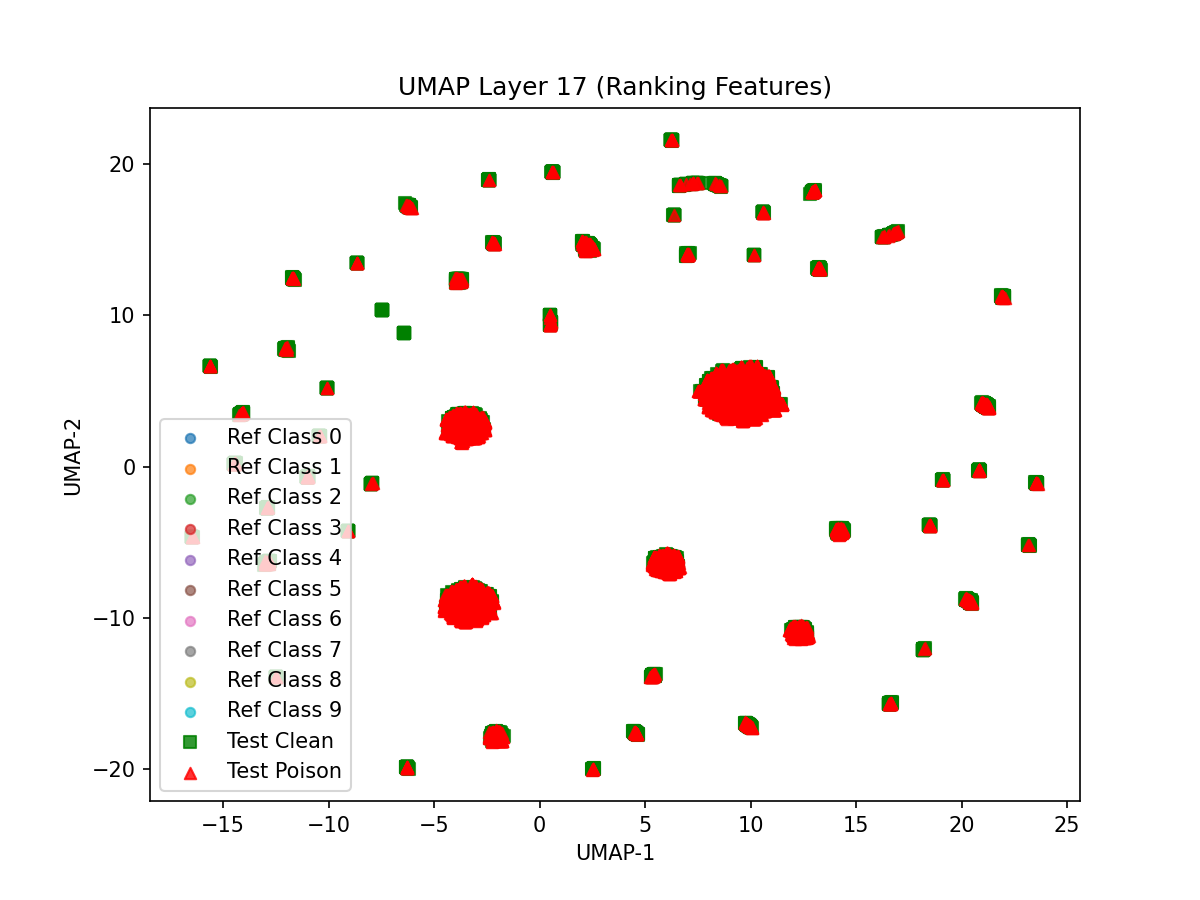 UMAP Layer 17 (Ranking Features)
20
10
0
−10
−20
UMAP-2
Ref Class 0
Ref Class 1
Ref Class 2
Ref Class 3
Ref Class 4
Ref Class 5
Ref Class 6
Ref Class 7
Ref Class 8
Ref Class 9
Test Clean
Test Poison
−15 −10 −5 0 5 10 15 20 25
UMAP-1